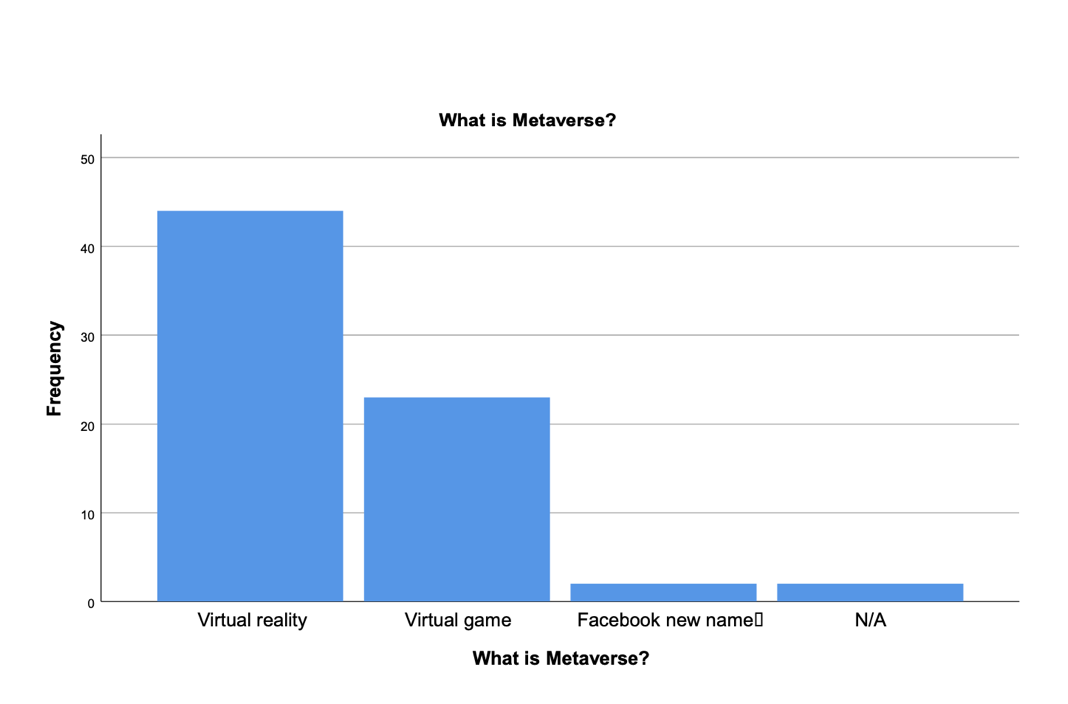 What is Metaverse?
50
40
30
20
10
0
Frequency
Virtual reality Virtual game Facebook new name▯ N/A
What is Metaverse?